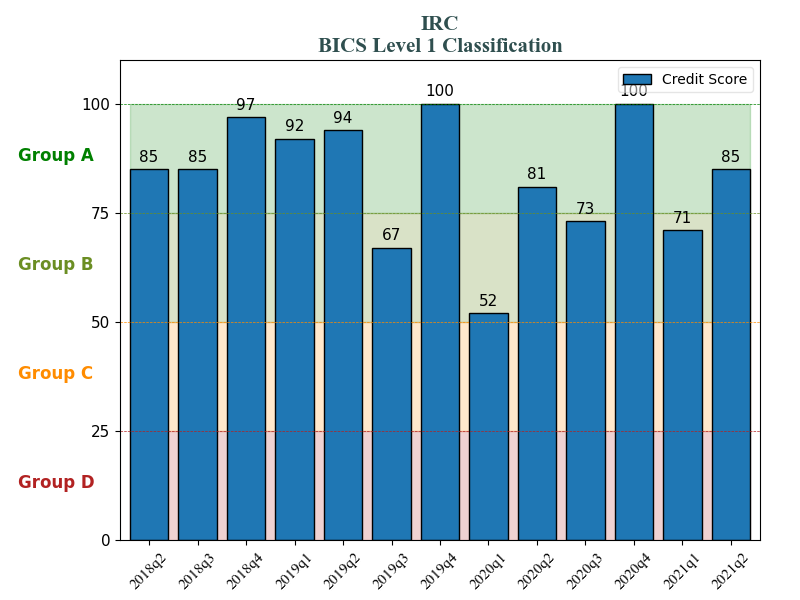 IRC
BICS Level 1 Classification
Credit Score
100
75
50
25
0
Group A
Group B
Group C
Group D
85
85
97
92
94
67
100
52
81
73
100
71
85
2018q2
2018q3
2018q4
2019q1
2019q2
2019q3
2019q4
2020q1
2020q2
2020q3
2020q4
2021q1
2021q2